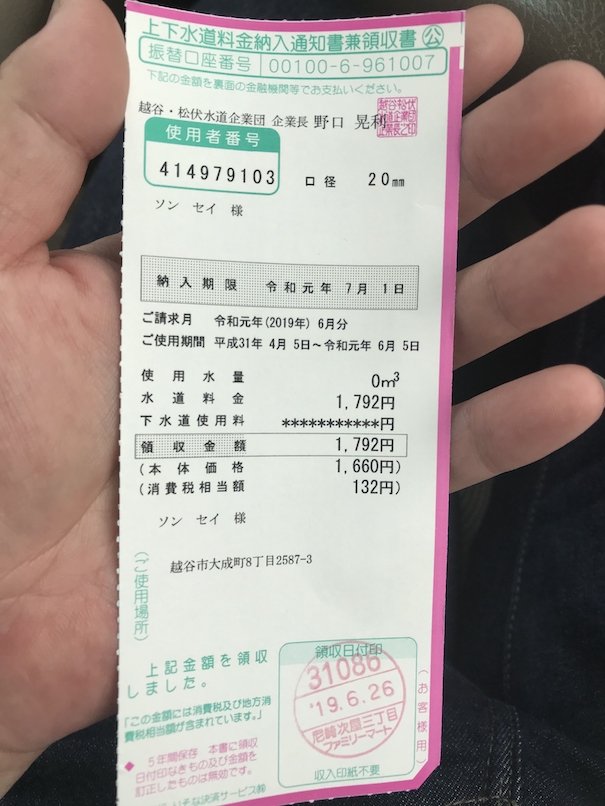 上下水道料金納入通知書兼領収書 公
振替口座番号 00100-6-961007
下記の金額を裏面の金融機関等でお支払いください。
越谷・松伏水道企業団 企業長 野口 晃利
越谷松伏
水道企業団
企業長之印
使用者番号
414979103 口径 20mm
ソン セイ 様
納入期限 令和元年 7月 1日
ご請求月 令和元年(2019年) 6月分
ご使用期間 平成31年 4月 5日~令和元年 6月 5日
使用水量 0m³
水道料金 1,792円
下水道使用料 ***********円
領収金額 1,792円
(本体価格 1,660円)
(消費税相当額 132円)
ソン セイ 様
(ご使用場所)
越谷市大成町8丁目2587-3
上記金額を領収
しました。
「この金額には消費税及び地方消
費税相当額が含まれています。」
◆ 5年間保存 本書に領収
日付印なきもの及び金額を
訂正したものは無効です。
領収日付印
31086
'19.6.26
尼崎次屋三丁目
ファミリーマート
収入印紙不要
(お客様用)